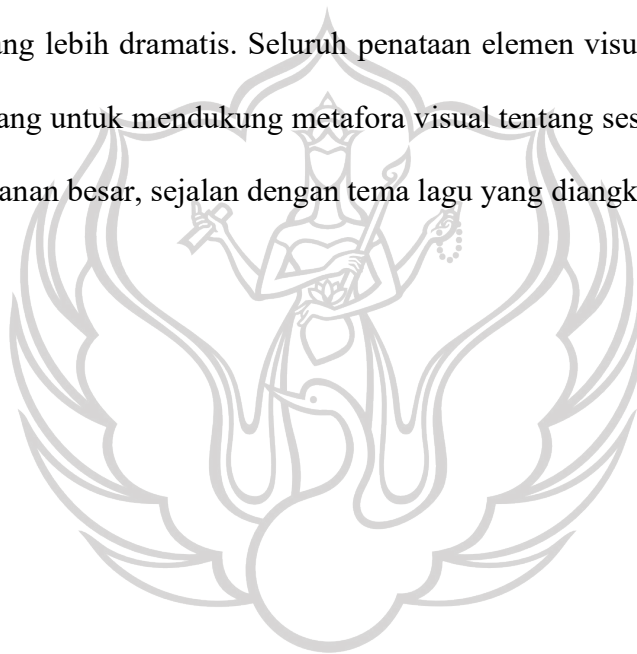 ang lebih dramatis. Seluruh penataan elemen visu
ang untuk mendukung metafora visual tentang ses
anan besar, sejalan dengan tema lagu yang diangk